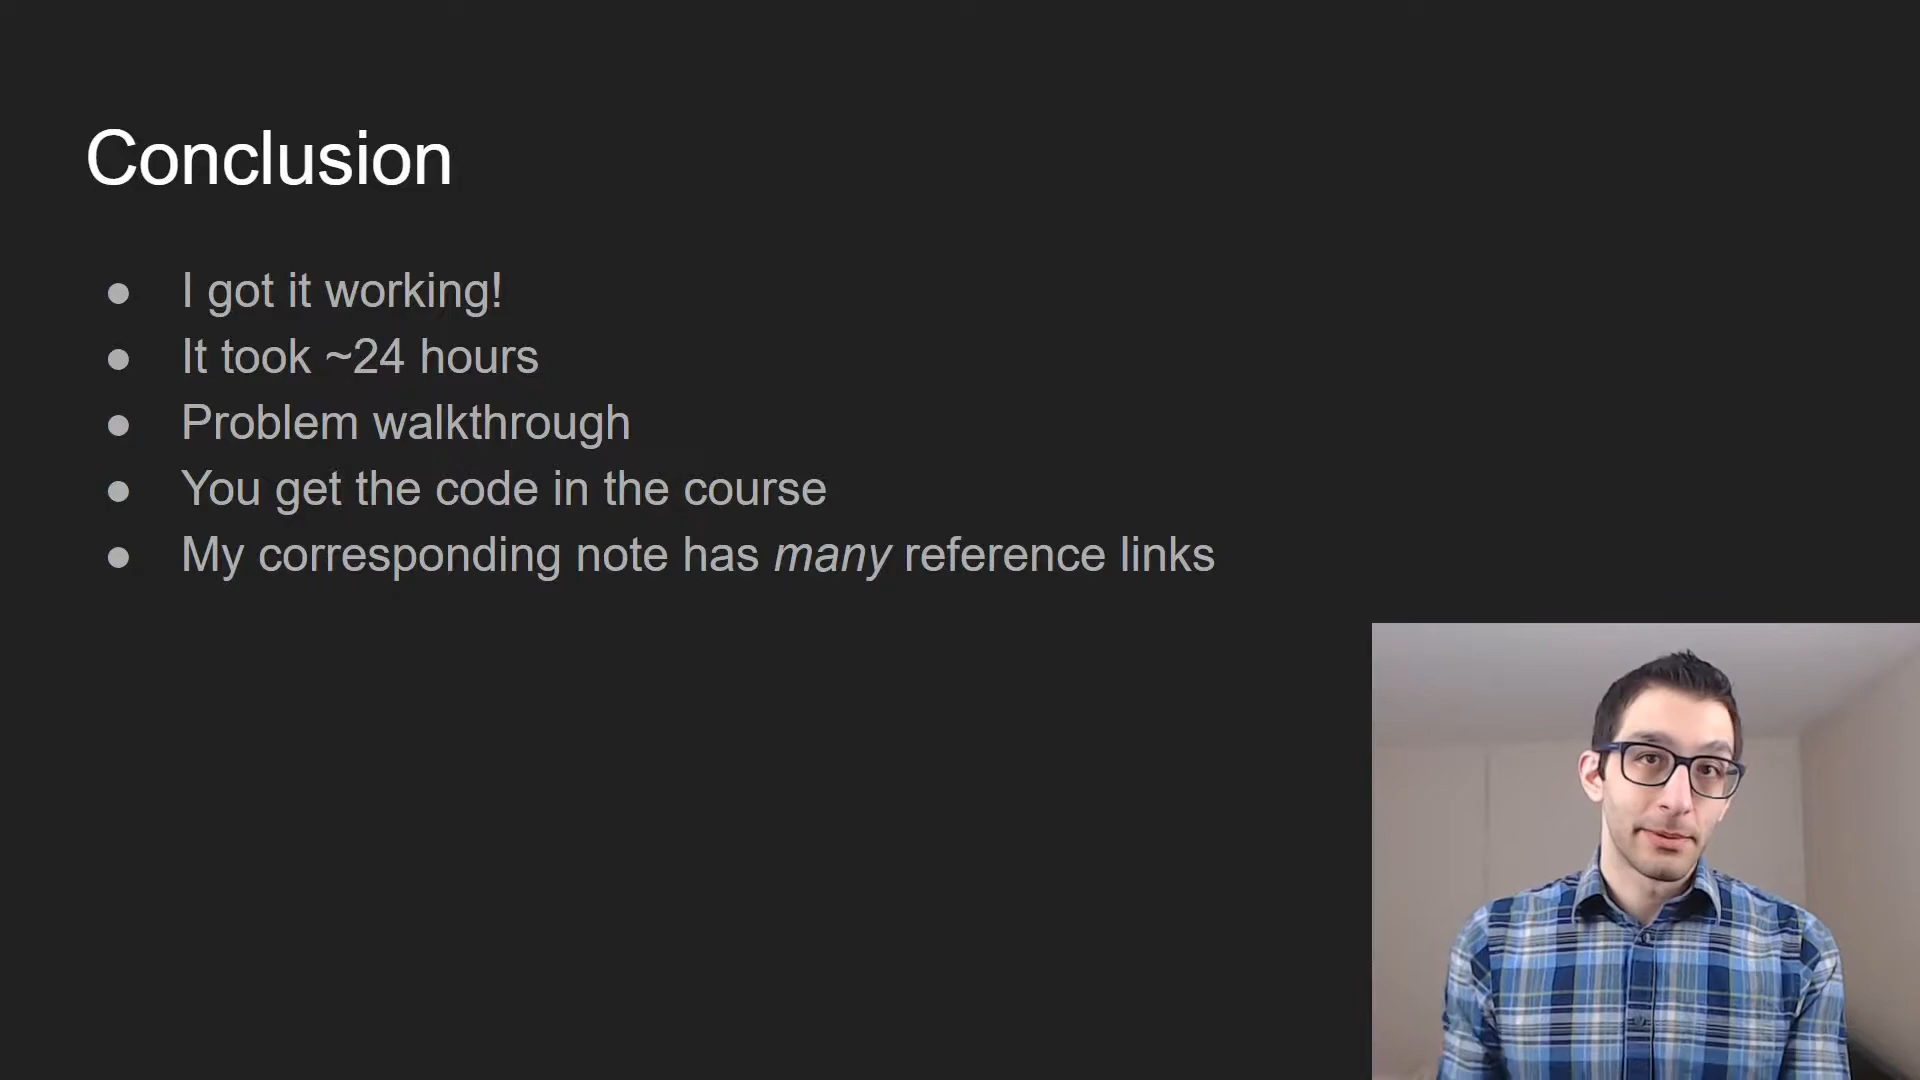 Conclusion
● I got it working!
● It took ~24 hours
● Problem walkthrough
● You get the code in the course
● My corresponding note has many reference links